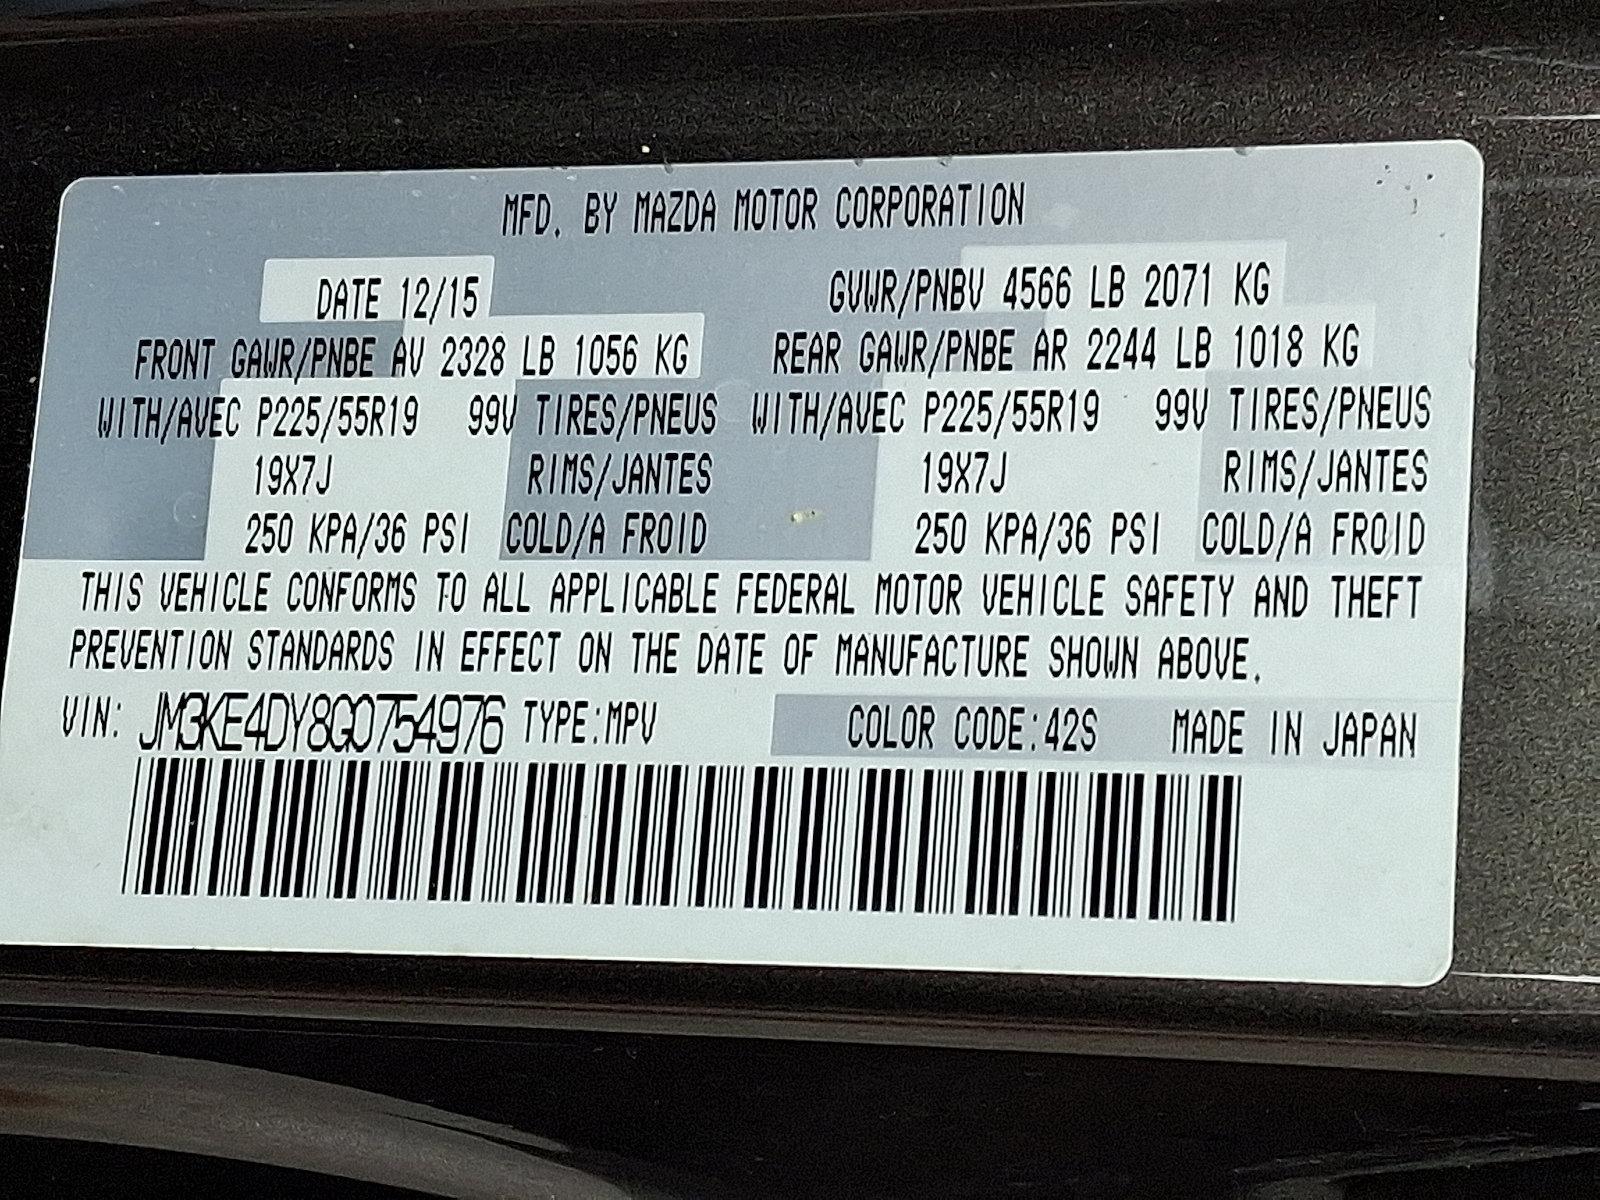 MFD. BY MAZDA MOTOR CORPORATION
DATE 12/15 GVWR/PNBV 4566 LB 2071 KG
FRONT GAWR/PNBE AV 2328 LB 1056 KG REAR GAWR/PNBE AR 2244 LB 1018 KG
WITH/AVEC P225/55R19 99V TIRES/PNEUS WITH/AVEC P225/55R19 99V TIRES/PNEUS
19X7J RIMS/JANTES 19X7J RIMS/JANTES
250 KPA/36 PSI COLD/A FROID 250 KPA/36 PSI COLD/A FROID
THIS VEHICLE CONFORMS TO ALL APPLICABLE FEDERAL MOTOR VEHICLE SAFETY AND THEFT
PREVENTION STANDARDS IN EFFECT ON THE DATE OF MANUFACTURE SHOWN ABOVE.
VIN: JM3KE4DY8G0754976 TYPE:MPV COLOR CODE:42S MADE IN JAPAN